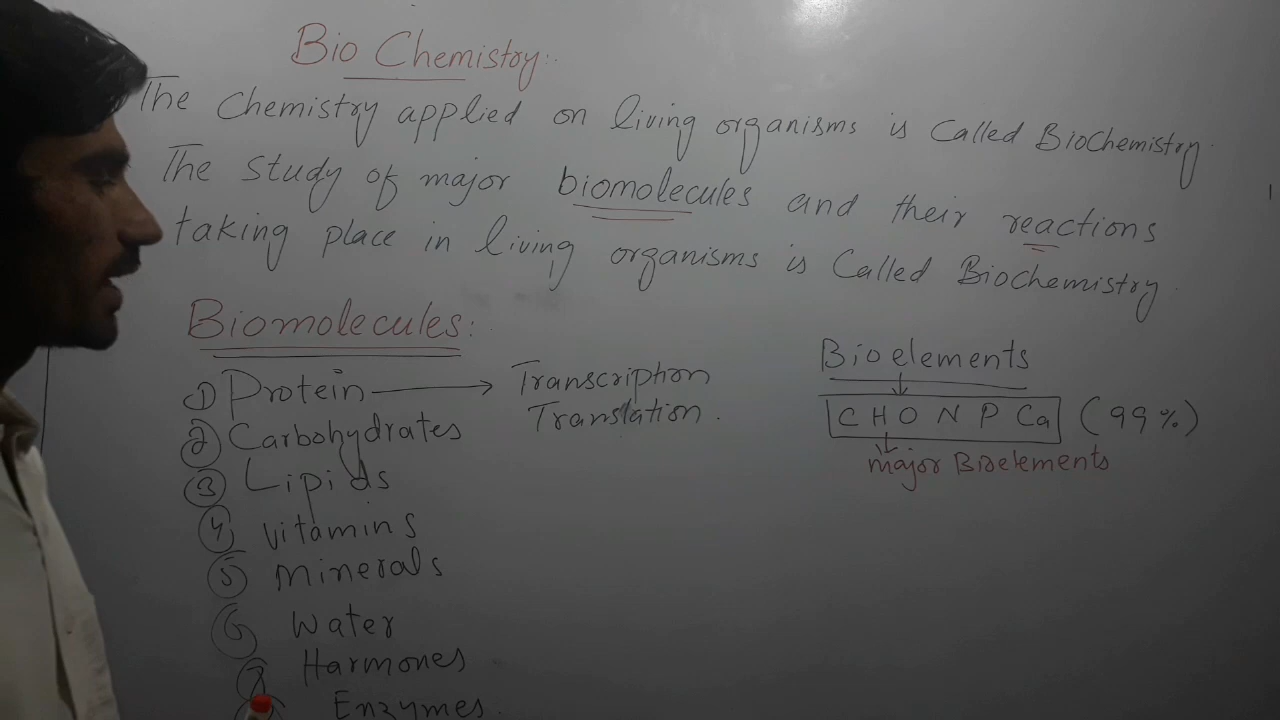 Bio Chemistry:
The Chemistry applied on living organisms is Called BioChemistry.
The Study of major biomolecules and their reactions
taking place in living organisms is Called Biochemistry.
Biomolecules:
① Protein → Transcription
Translation.
② Carbohydrates
③ Lipids
④ Vitamins
⑤ Minerals
⑥ Water
⑦ Harmones
Enzymes.
Bioelements
C H O N P Ca (99%)
major Bioelements